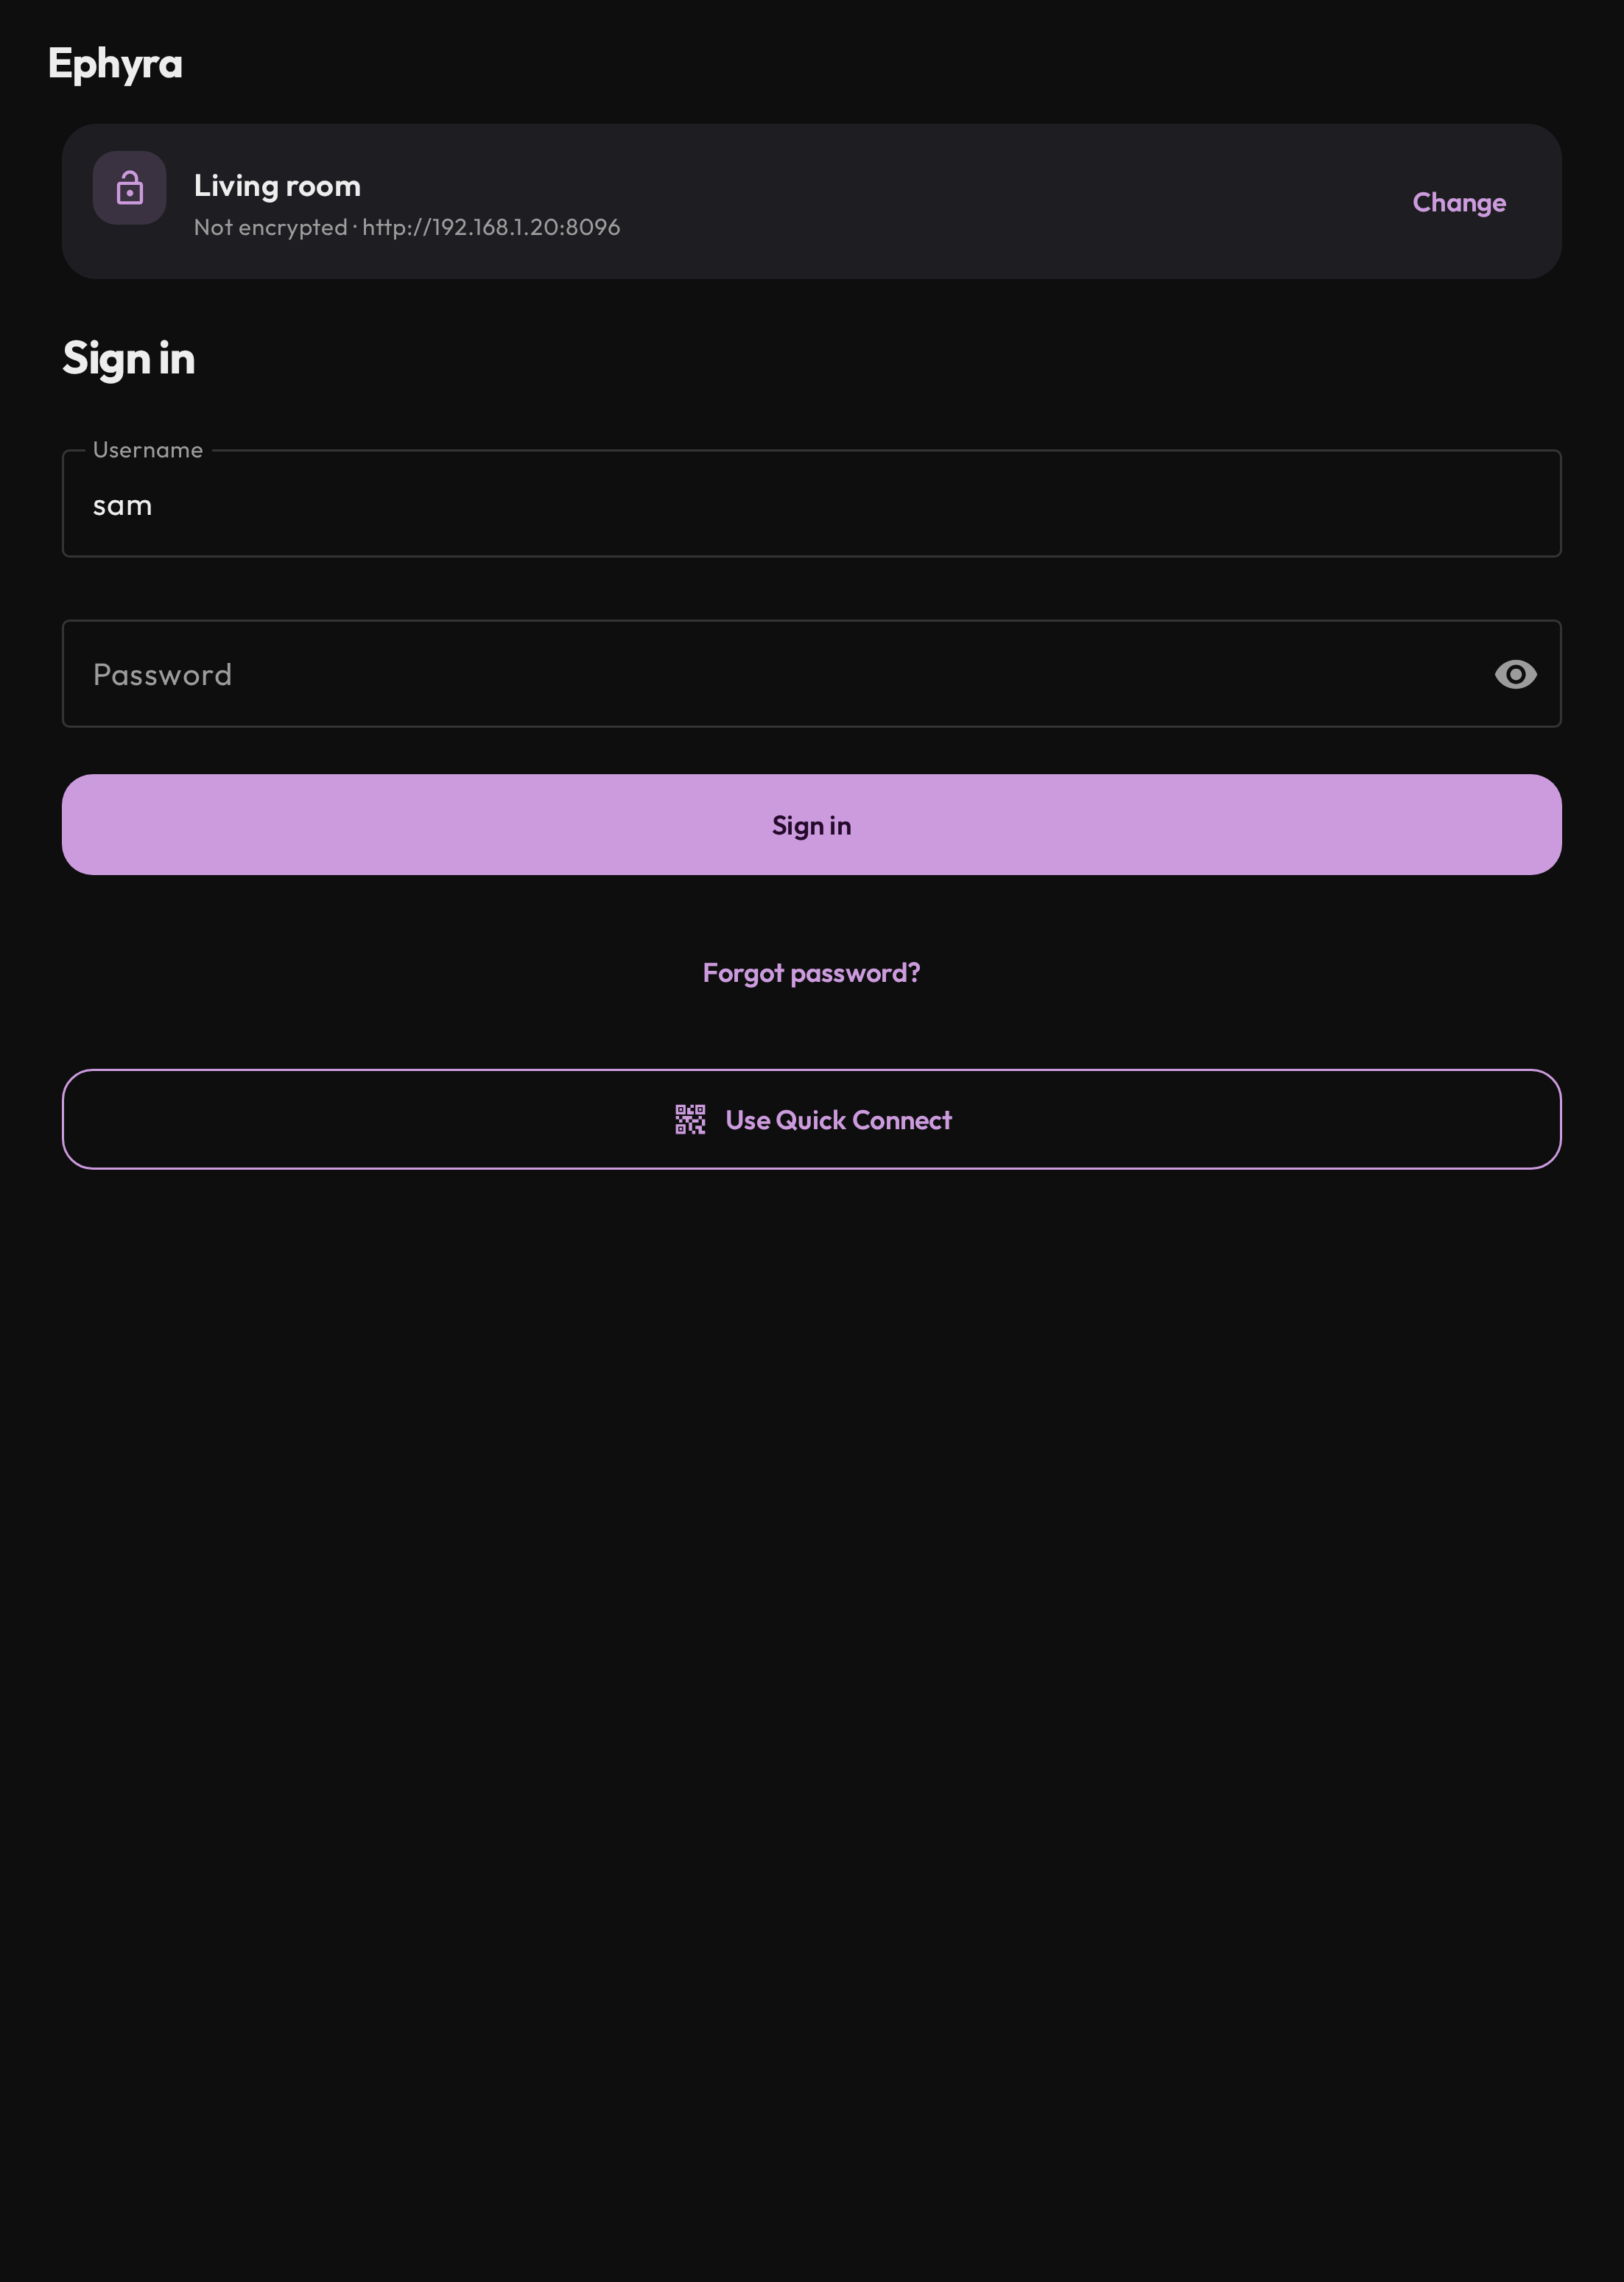 Ephyra
Living room
Not encrypted · http://192.168.1.20:8096
Change
Sign in
Username
sam
Password
Sign in
Forgot password?
Use Quick Connect